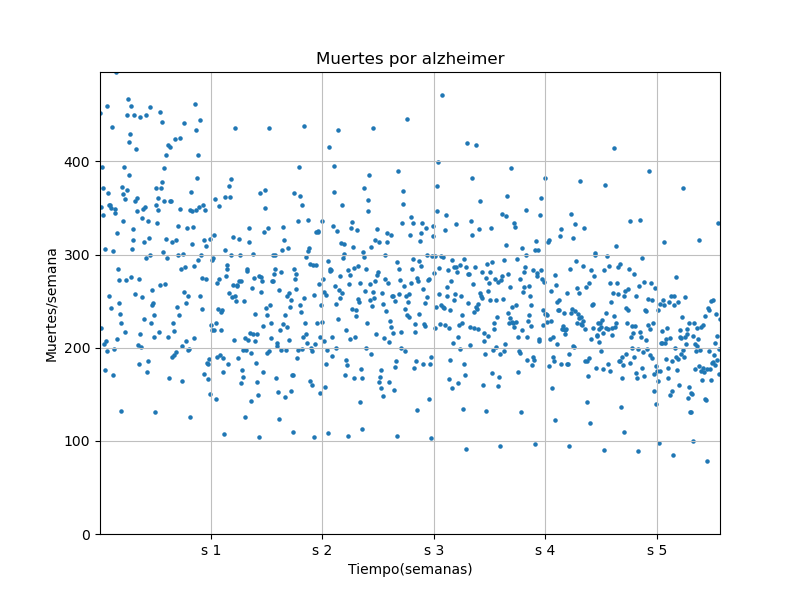 Muertes por alzheimer
Muertes/semana
400
300
200
100
0
s 1
s 2
s 3
s 4
s 5
Tiempo(semanas)